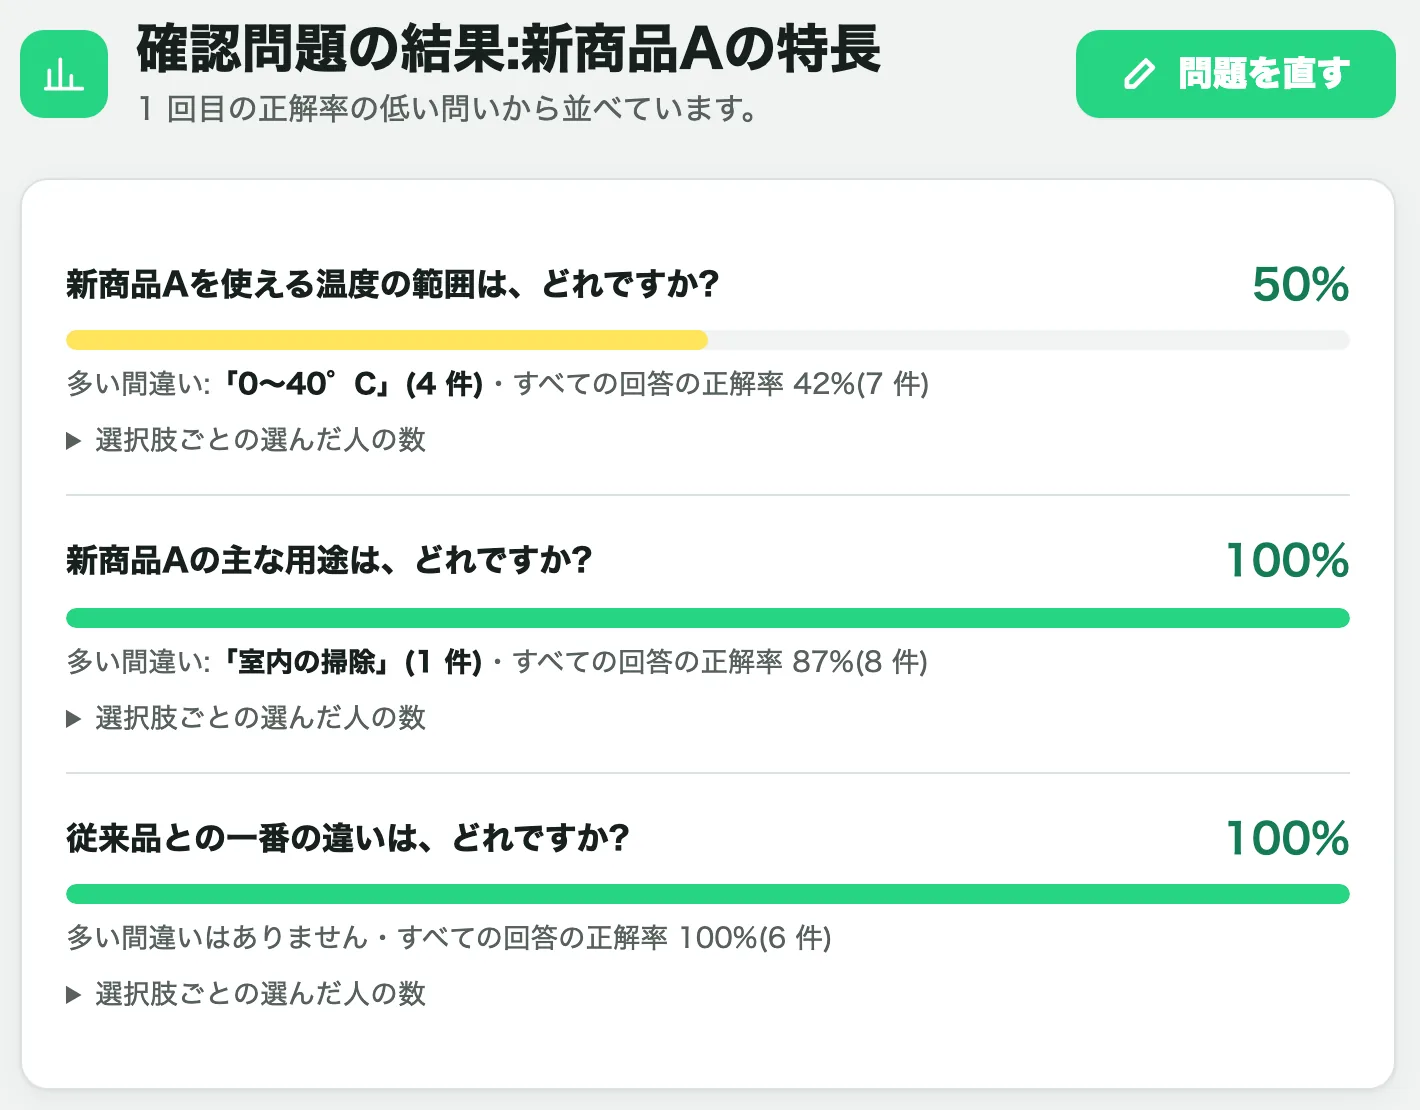 確認問題の結果:新商品Aの特長
1 回目の正解率の低い問いから並べています。
問題を直す
新商品Aを使える温度の範囲は、どれですか?
50%
多い間違い:「0〜40°C」(4 件)・すべての回答の正解率 42%(7 件)
▶ 選択肢ごとの選んだ人の数
新商品Aの主な用途は、どれですか?
100%
多い間違い:「室内の掃除」(1 件)・すべての回答の正解率 87%(8 件)
▶ 選択肢ごとの選んだ人の数
従来品との一番の違いは、どれですか?
100%
多い間違いはありません・すべての回答の正解率 100%(6 件)
▶ 選択肢ごとの選んだ人の数